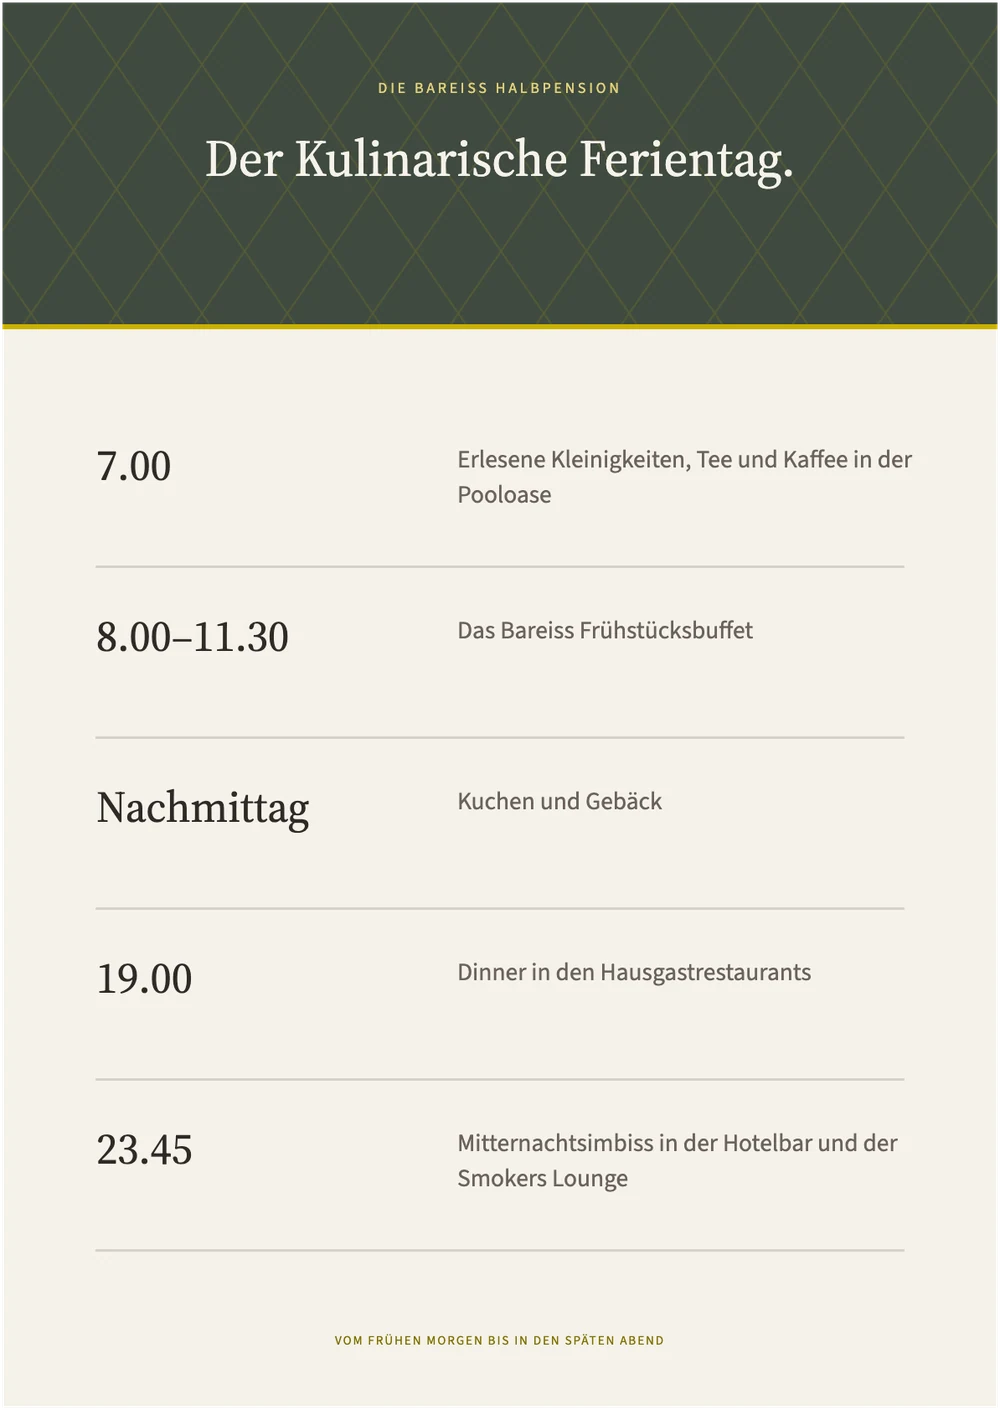 DIE BAREISS HALBPENSION
Der Kulinarische Ferientag.
7.00
Erlesene Kleinigkeiten, Tee und Kaffee in der
Pooloase
8.00–11.30
Das Bareiss Frühstücksbuffet
Nachmittag
Kuchen und Gebäck
19.00
Dinner in den Hausgastrestaurants
23.45
Mitternachtsimbiss in der Hotelbar und der
Smokers Lounge
VOM FRÜHEN MORGEN BIS IN DEN SPÄTEN ABEND